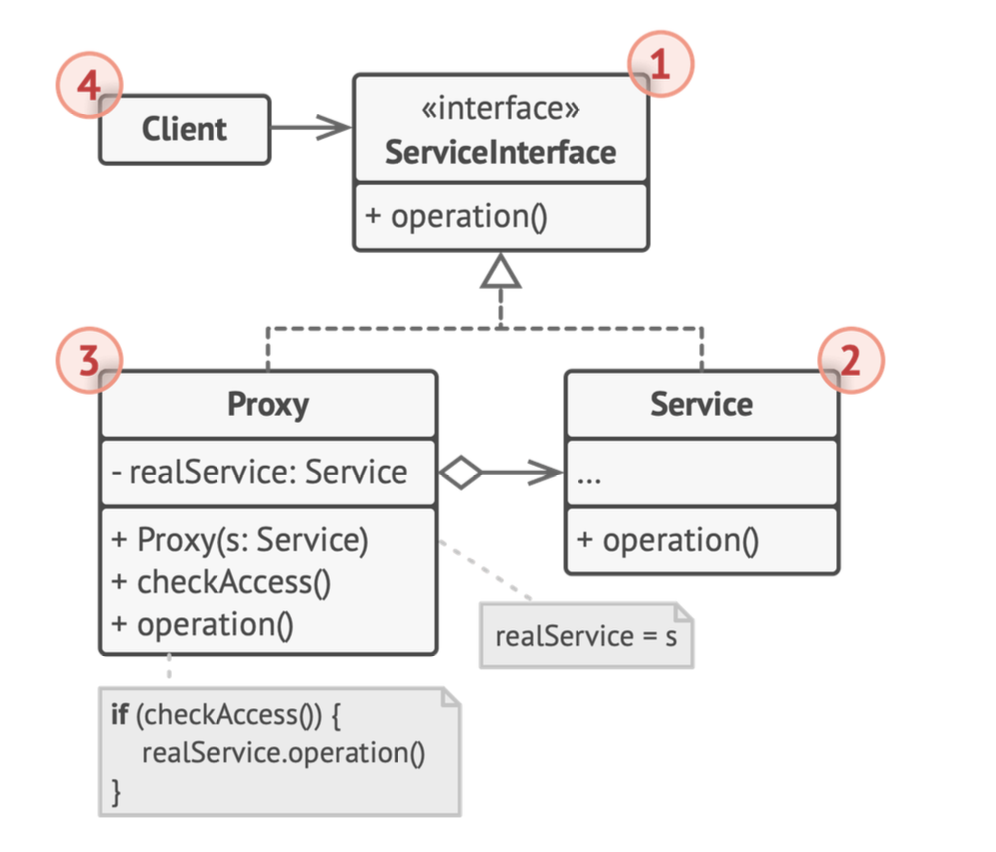 4
Client
1
«interface»
ServiceInterface
+ operation()
3
Proxy
- realService: Service
+ Proxy(s: Service)
+ checkAccess()
+ operation()
2
Service
...
+ operation()
realService = s
if (checkAccess()) {
realService.operation()
}